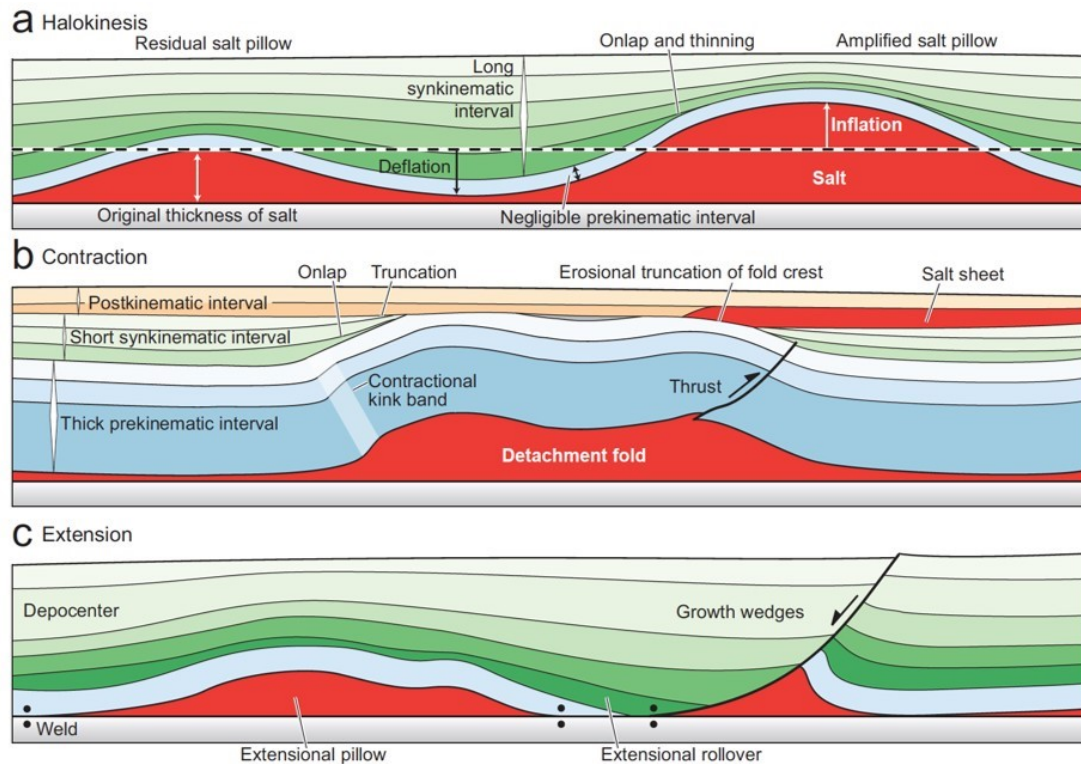 a Halokinesis
Residual salt pillow
Onlap and thinning
Amplified salt pillow
Long
synkinematic
interval
Inflation
Deflation
Salt
Original thickness of salt
Negligible prekinematic interval
b Contraction
Onlap
Truncation
Erosional truncation of fold crest
Salt sheet
Postkinematic interval
Short synkinematic interval
Contractional
kink band
Thrust
Thick prekinematic interval
Detachment fold
c Extension
Depocenter
Growth wedges
Weld
Extensional pillow
Extensional rollover